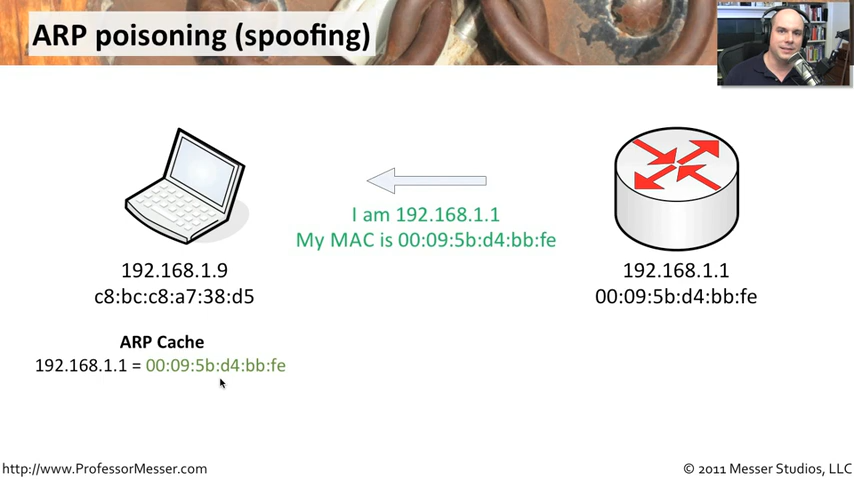 ARP poisoning (spoofing)
I am 192.168.1.1
My MAC is 00:09:5b:d4:bb:fe
192.168.1.9
c8:bc:c8:a7:38:d5
192.168.1.1
00:09:5b:d4:bb:fe
ARP Cache
192.168.1.1 = 00:09:5b:d4:bb:fe
http://www.ProfessorMesser.com
© 2011 Messer Studios, LLC